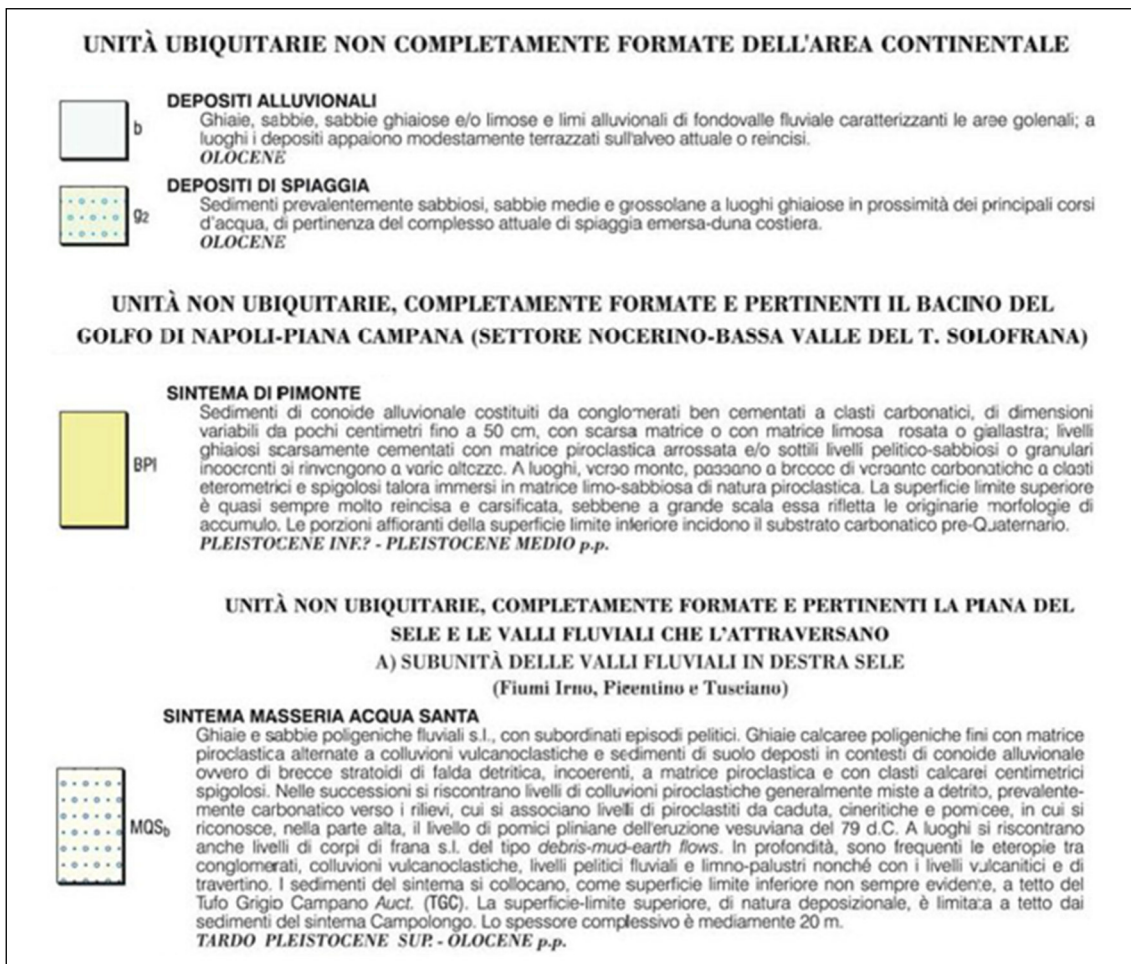 UNITÀ UBIQUITARIE NON COMPLETAMENTE FORMATE DELL'AREA CONTINENTALE
b
DEPOSITI ALLUVIONALI
Ghiaie, sabbie, sabbie ghiaiose e/o limose e limi alluvionali di fondovalle fluviale caratterizzanti le aree golenali; a
luoghi i depositi appaiono modestamente terrazzati sull'alveo attuale o reincisi.
OLOCENE
g2
DEPOSITI DI SPIAGGIA
Sedimenti prevalentemente sabbiosi, sabbie medie e grossolane a luoghi ghiaiose in prossimità dei principali corsi
d'acqua, di pertinenza del complesso attuale di spiaggia emersa-duna costiera.
OLOCENE
UNITÀ NON UBIQUITARIE, COMPLETAMENTE FORMATE E PERTINENTI IL BACINO DEL
GOLFO DI NAPOLI-PIANA CAMPANA (SETTORE NOCERINO-BASSA VALLE DEL T. SOLOFRANA)
BPI
SINTEMA DI PIMONTE
Sedimenti di conoide alluvionale costituiti da conglomerati ben cementati a clasti carbonatici, di dimensioni
variabili da pochi centimetri fino a 50 cm, con scarsa matrice o con matrice limosa rosata o giallastra; livelli
ghiaiosi scarsamente cementati con matrice piroclastica arrossata e/o sottili livelli pelitico-sabbiosi o granulari
incoerenti si rinvengono a varie altezze. A luoghi, verso monte, passano a brecce di versante carbonatiche a clasti
eterometrici e spigolosi talora immersi in matrice limo-sabbiosa di natura piroclastica. La superficie limite superiore
è quasi sempre molto reincisa e carsificata, sebbene a grande scala essa rifletta le originarie morfologie di
accumulo. Le porzioni affioranti della superficie limite inferiore incidono il substrato carbonatico pre-Quaternario.
PLEISTOCENE INF.? - PLEISTOCENE MEDIO p.p.
UNITÀ NON UBIQUITARIE, COMPLETAMENTE FORMATE E PERTINENTI LA PIANA DEL
SELE E LE VALLI FLUVIALI CHE L'ATTRAVERSANO
A) SUBUNITÀ DELLE VALLI FLUVIALI IN DESTRA SELE
(Fiumi Irno, Picentino e Tusciano)
MQSb
SINTEMA MASSERIA ACQUA SANTA
Ghiaie e sabbie poligeniche fluviali s.l., con subordinati episodi pelitici. Ghiaie calcaree poligeniche fini con matrice
piroclastica alternate a colluvioni vulcanoclastiche e sedimenti di suolo deposti in contesti di conoide alluvionale
ovvero di brecce stratoidi di falda detritica, incoerenti, a matrice piroclastica e con clasti calcarei centimetrici
spigolosi. Nelle successioni si riscontrano livelli di colluvioni piroclastiche generalmente miste a detrito, prevalente-
mente carbonatico verso i rilievi, cui si associano livelli di piroclastiti da caduta, cineritiche e pomicee, in cui si
riconosce, nella parte alta, il livello di pomici pliniane dell'eruzione vesuviana del 79 d.C. A luoghi si riscontrano
anche livelli di corpi di frana s.l. del tipo debris-mud-earth flows. In profondità, sono frequenti le eteropie tra
conglomerati, colluvioni vulcanoclastiche, livelli pelitici fluviali e limno-palustri nonché con i livelli vulcanitici e di
travertino. I sedimenti del sintema si collocano, come superficie limite inferiore non sempre evidente, a tetto del
Tufo Grigio Campano Auct. (TGC). La superficie-limite superiore, di natura deposizionale, è limitata a tetto dai
sedimenti del sistema Campolongo. Lo spessore complessivo è mediamente 20 m.
TARDO PLEISTOCENE SUP. - OLOCENE p.p.